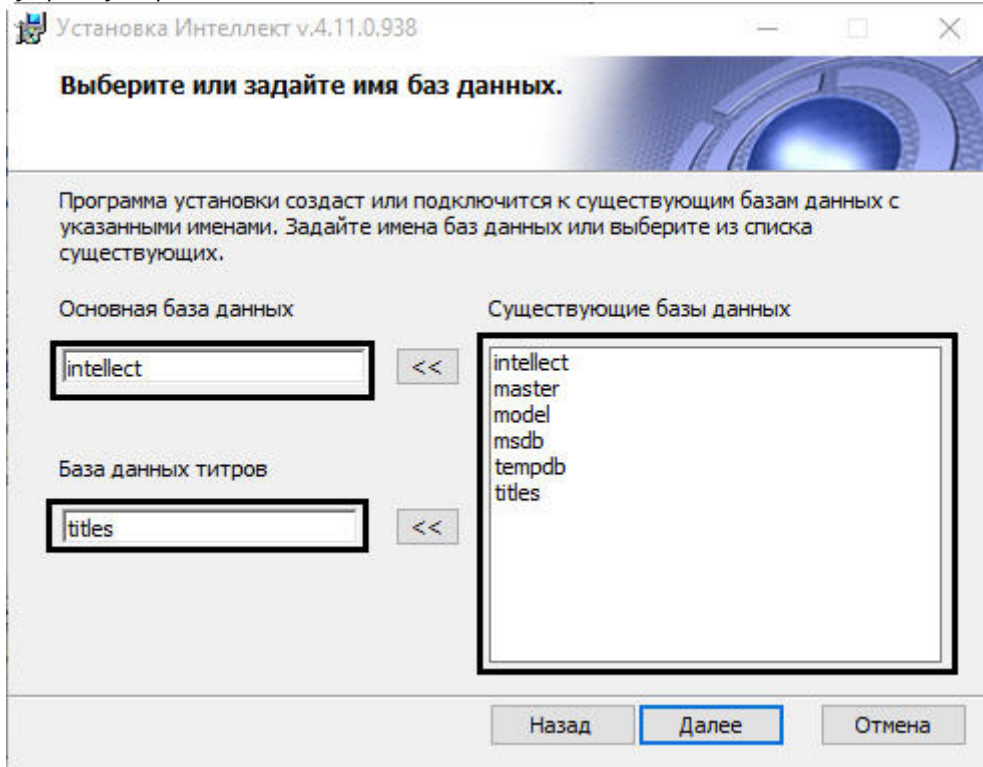 Установка Интеллект v.4.11.0.938
Выберите или задайте имя баз данных.
Программа установки создаст или подключится к существующим базам данных с
указанными именами. Задайте имена баз данных или выберите из списка
существующих.
Основная база данных
intellect
<<
База данных титров
titles
<<
Существующие базы данных
intellect
master
model
msdb
tempdb
titles
Назад
Далее
Отмена